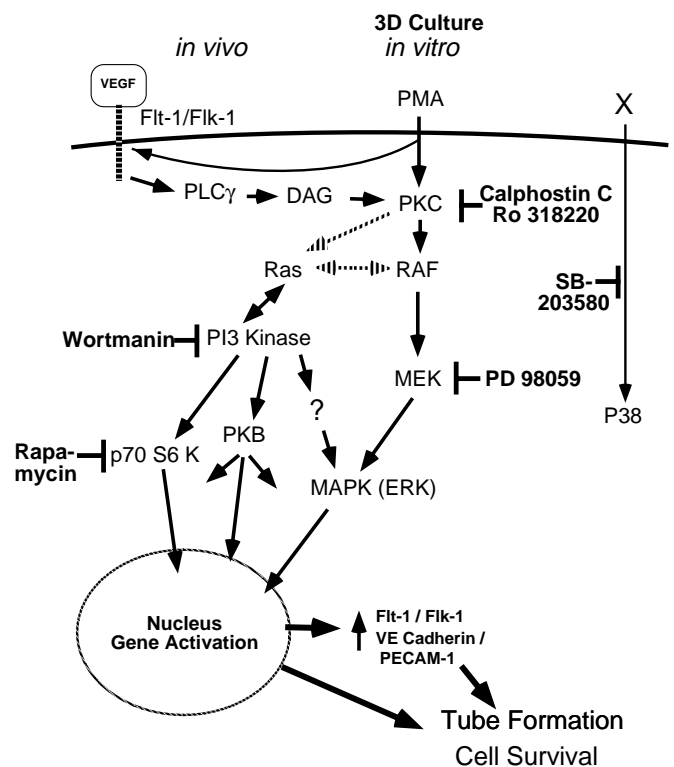 3D Culture
in vivo
in vitro
VEGF
Flt-1/Flk-1
PMA
X
PLCγ
DAG
PKC
Calphostin C
Ro 318220
Ras
RAF
SB-
203580
Wortmanin
PI3 Kinase
MEK
PD 98059
?
P38
PKB
Rapa-
mycin
p70 S6 K
MAPK (ERK)
Nucleus
Gene Activation
Flt-1 / Flk-1
VE Cadherin /
PECAM-1
Tube Formation
Cell Survival